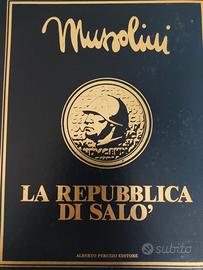 Mussolini
LA REPUBBLICA
DI SALO'
ALBERTO PERUZZO EDITORE
subito